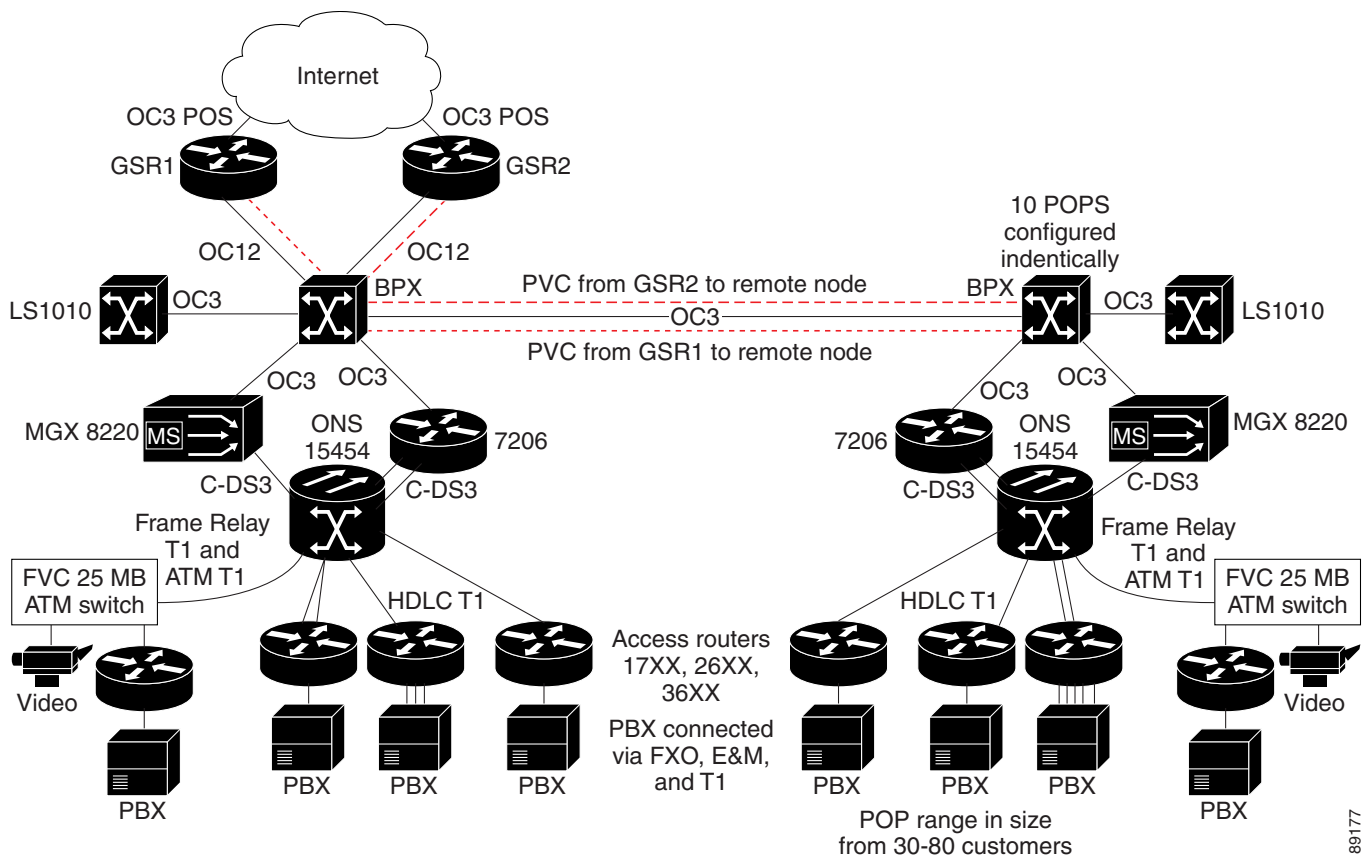 Internet
OC3 POS
OC3 POS
GSR1
GSR2
10 POPS
configured
indentically
OC12
OC12
BPX
PVC from GSR2 to remote node
BPX
LS1010
OC3
OC3
OC3
LS1010
PVC from GSR1 to remote node
OC3
OC3
OC3
OC3
MGX 8220
MS
ONS
15454
7206
7206
ONS
15454
MS
MGX 8220
C-DS3
C-DS3
C-DS3
C-DS3
Frame Relay
T1 and
ATM T1
Frame Relay
T1 and
ATM T1
FVC 25 MB
ATM switch
FVC 25 MB
ATM switch
HDLC T1
HDLC T1
Access routers
17XX, 26XX,
36XX
Video
Video
PBX connected
via FXO, E&M,
and T1
PBX
PBX
PBX
PBX
PBX
PBX
PBX
PBX
POP range in size
from 30-80 customers
89177